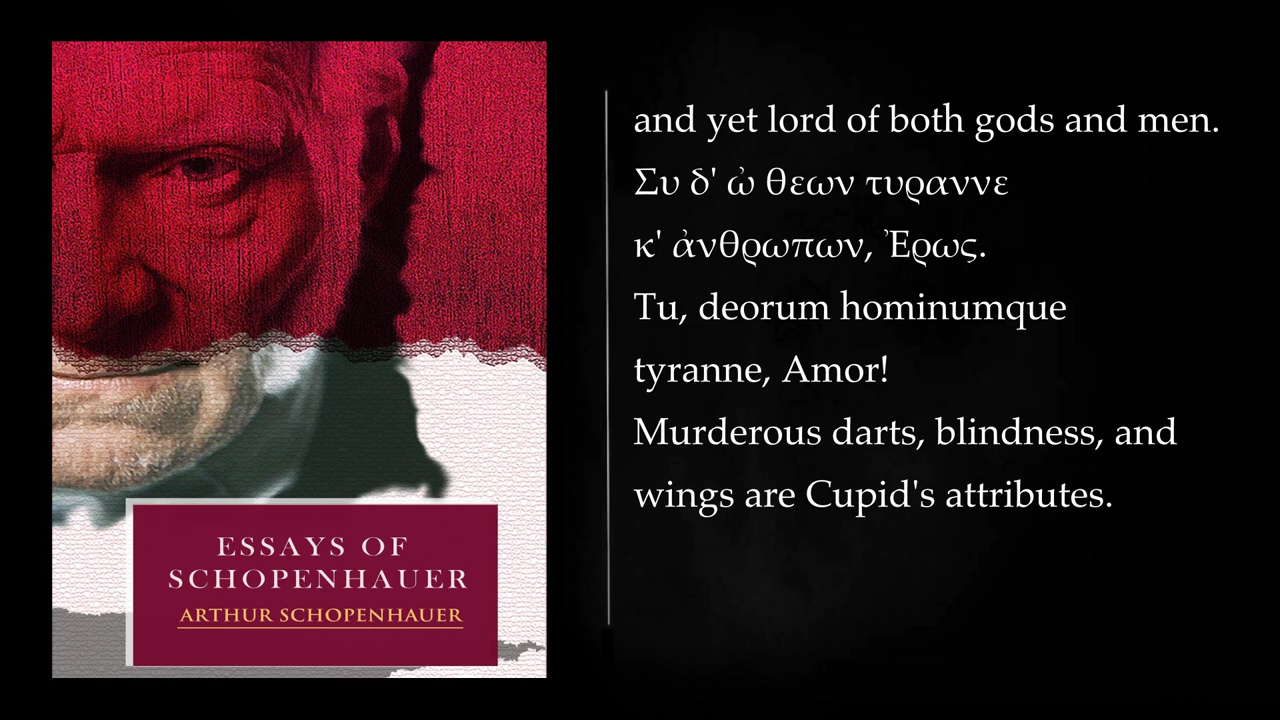 ESSAYS OF
SCHOPENHAUER
ARTHUR SCHOPENHAUER
and yet lord of both gods and men.
Συ δ' ὠ θεων τυραννε
κ' ἀνθρωπων, Ἐρως.
Tu, deorum hominumque
tyranne, Amor!
Murderous darts, blindness, and
wings are Cupid's attributes.